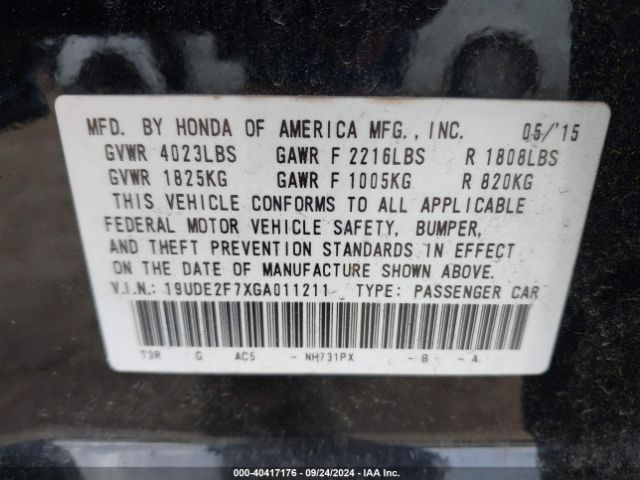 MFD. BY HONDA OF AMERICA MFG., INC. 05/'15
GVWR 4023LBS GAWR F 2216LBS R 1808LBS
GVWR 1825KG GAWR F 1005KG R 820KG
THIS VEHICLE CONFORMS TO ALL APPLICABLE
FEDERAL MOTOR VEHICLE SAFETY, BUMPER,
AND THEFT PREVENTION STANDARDS IN EFFECT
ON THE DATE OF MANUFACTURE SHOWN ABOVE.
V.I.N.: 19UDE2F7XGA011211 TYPE: PASSENGER CAR
T3R G AC5 - NH731PX - B - A
000-40417176 - 09/24/2024 - IAA Inc.